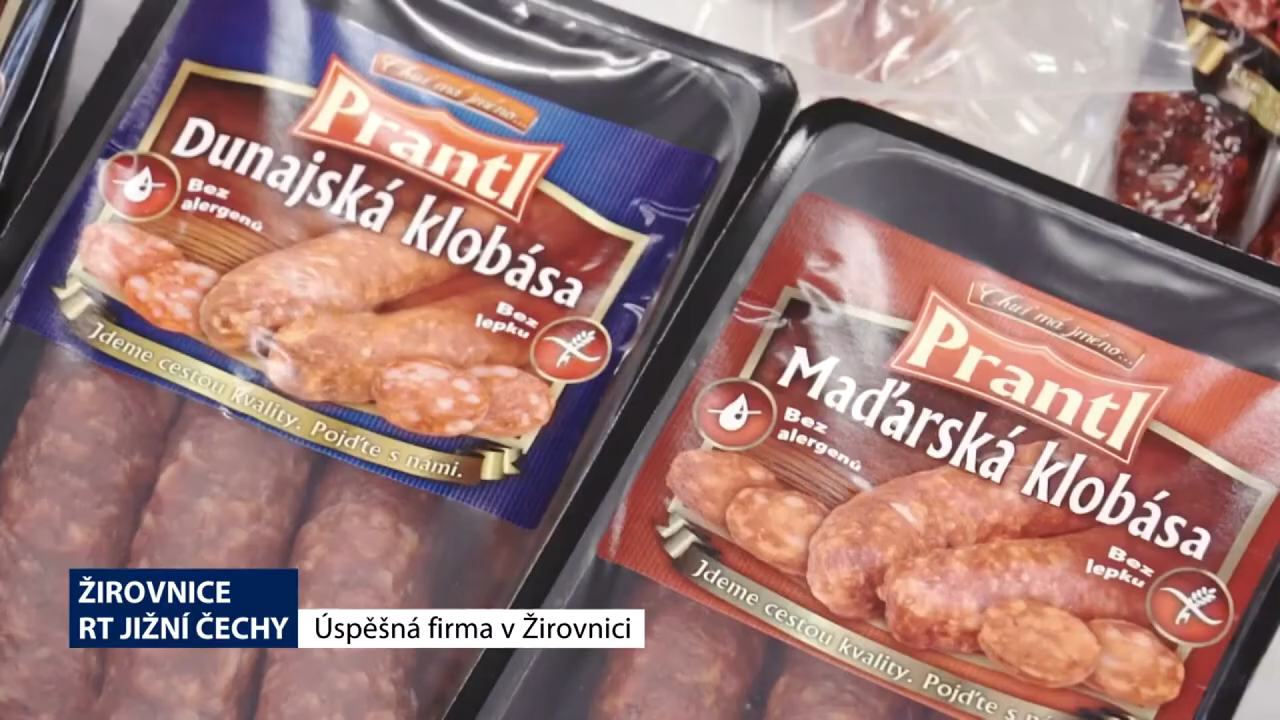 Chuť má jméno...
Prantl
Dunajská klobása
Bez
alergenů
Bez
lepku
Jdeme cestou kvality. Pojďte s námi.
Chuť má jméno...
Prantl
Maďarská klobása
Bez
alergenů
Bez
lepku
Jdeme cestou kvality. Pojďte s
ŽIROVNICE
RT JIŽNÍ ČECHY
Úspěšná firma v Žirovnici